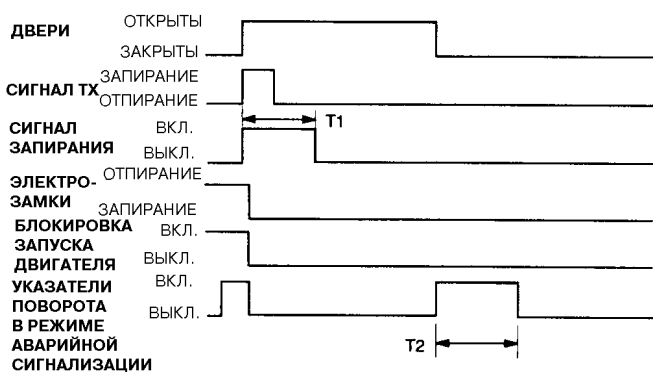 ДВЕРИ
ОТКРЫТЫ
ЗАКРЫТЫ
СИГНАЛ TX
ЗАПИРАНИЕ
ОТПИРАНИЕ
T1
СИГНАЛ
ЗАПИРАНИЯ
ВКЛ.
ВЫКЛ.
ЭЛЕКТРО-
ЗАМКИ
ОТПИРАНИЕ
ЗАПИРАНИЕ
БЛОКИРОВКА
ЗАПУСКА
ДВИГАТЕЛЯ
ВКЛ.
ВЫКЛ.
УКАЗАТЕЛИ
ПОВОРОТА
В РЕЖИМЕ
АВАРИЙНОЙ
СИГНАЛИЗАЦИИ
ВКЛ.
ВЫКЛ.
T2